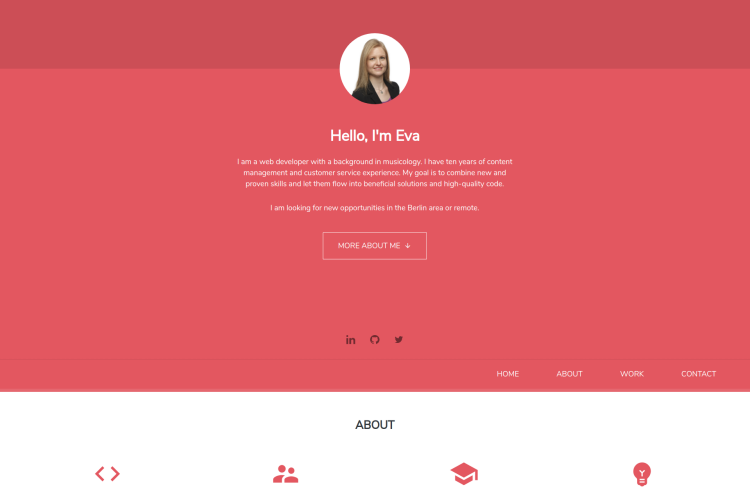 Hello, I'm Eva
I am a web developer with a background in musicology. I have ten years of content
management and customer service experience. My goal is to combine new and
proven skills and let them flow into beneficial solutions and high-quality code.
I am looking for new opportunities in the Berlin area or remote.
MORE ABOUT ME ↓
in
HOME ABOUT WORK CONTACT
ABOUT